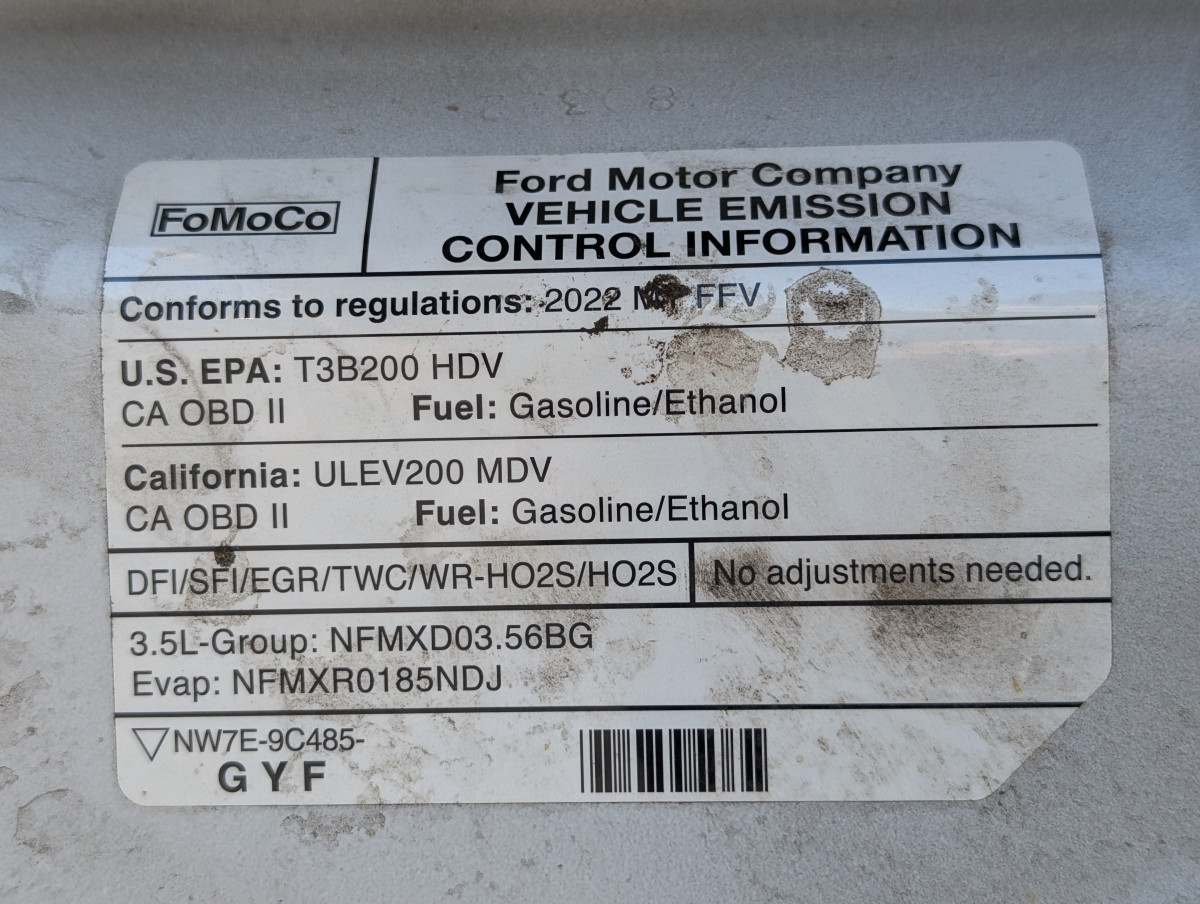 FoMoCo
Ford Motor Company
VEHICLE EMISSION
CONTROL INFORMATION
Conforms to regulations: 2022 MY FFV
U.S. EPA: T3B200 HDV
CA OBD II Fuel: Gasoline/Ethanol
California: ULEV200 MDV
CA OBD II Fuel: Gasoline/Ethanol
DFI/SFI/EGR/TWC/WR-HO2S/HO2S No adjustments needed.
3.5L-Group: NFMXD03.56BG
Evap: NFMXR0185NDJ
NW7E-9C485-
G Y F